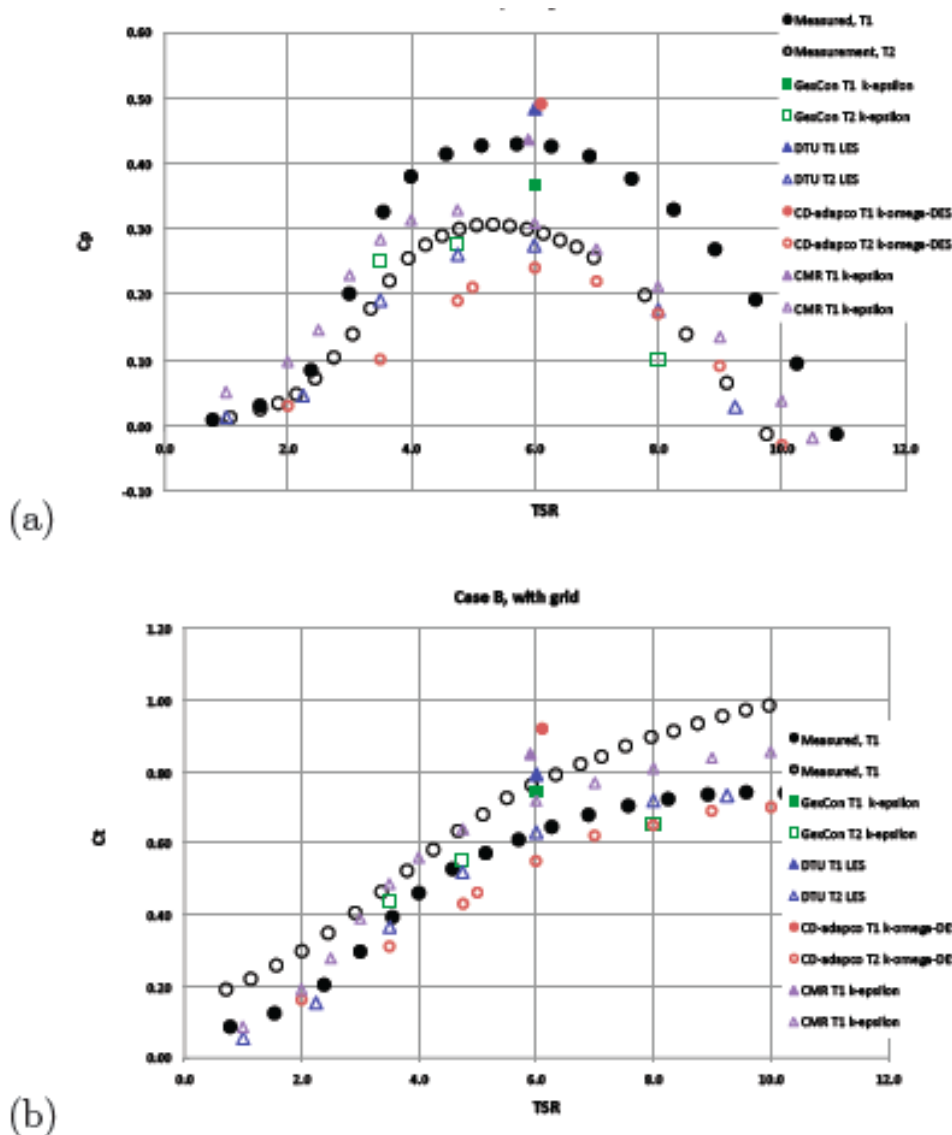 Measured, T1
Measurement, T2
GexCon T1 k-epsilon
GexCon T2 k-epsilon
DTU T1 LES
DTU T2 LES
CD-adapco T1 k-omega-DES
CD-adapco T2 k-omega-DES
CMR T1 k-epsilon
CMR T1 k-epsilon
0.60
0.50
0.40
0.30
0.20
0.10
0.00
-0.10
Cp
0.0 2.0 4.0 6.0 8.0 10.0 12.0
TSR
(a)
Case B, with grid
1.20
1.00
0.80
0.60
0.40
0.20
0.00
Ct
Measured, T1
Measured, T1
GexCon T1 k-epsilon
GexCon T2 k-epsilon
DTU T1 LES
DTU T2 LES
CD-adapco T1 k-omega-DE
CD-adapco T2 k-omega-DE
CMR T1 k-epsilon
CMR T1 k-epsilon
0.0 2.0 4.0 6.0 8.0 10.0 12.0
TSR
(b)